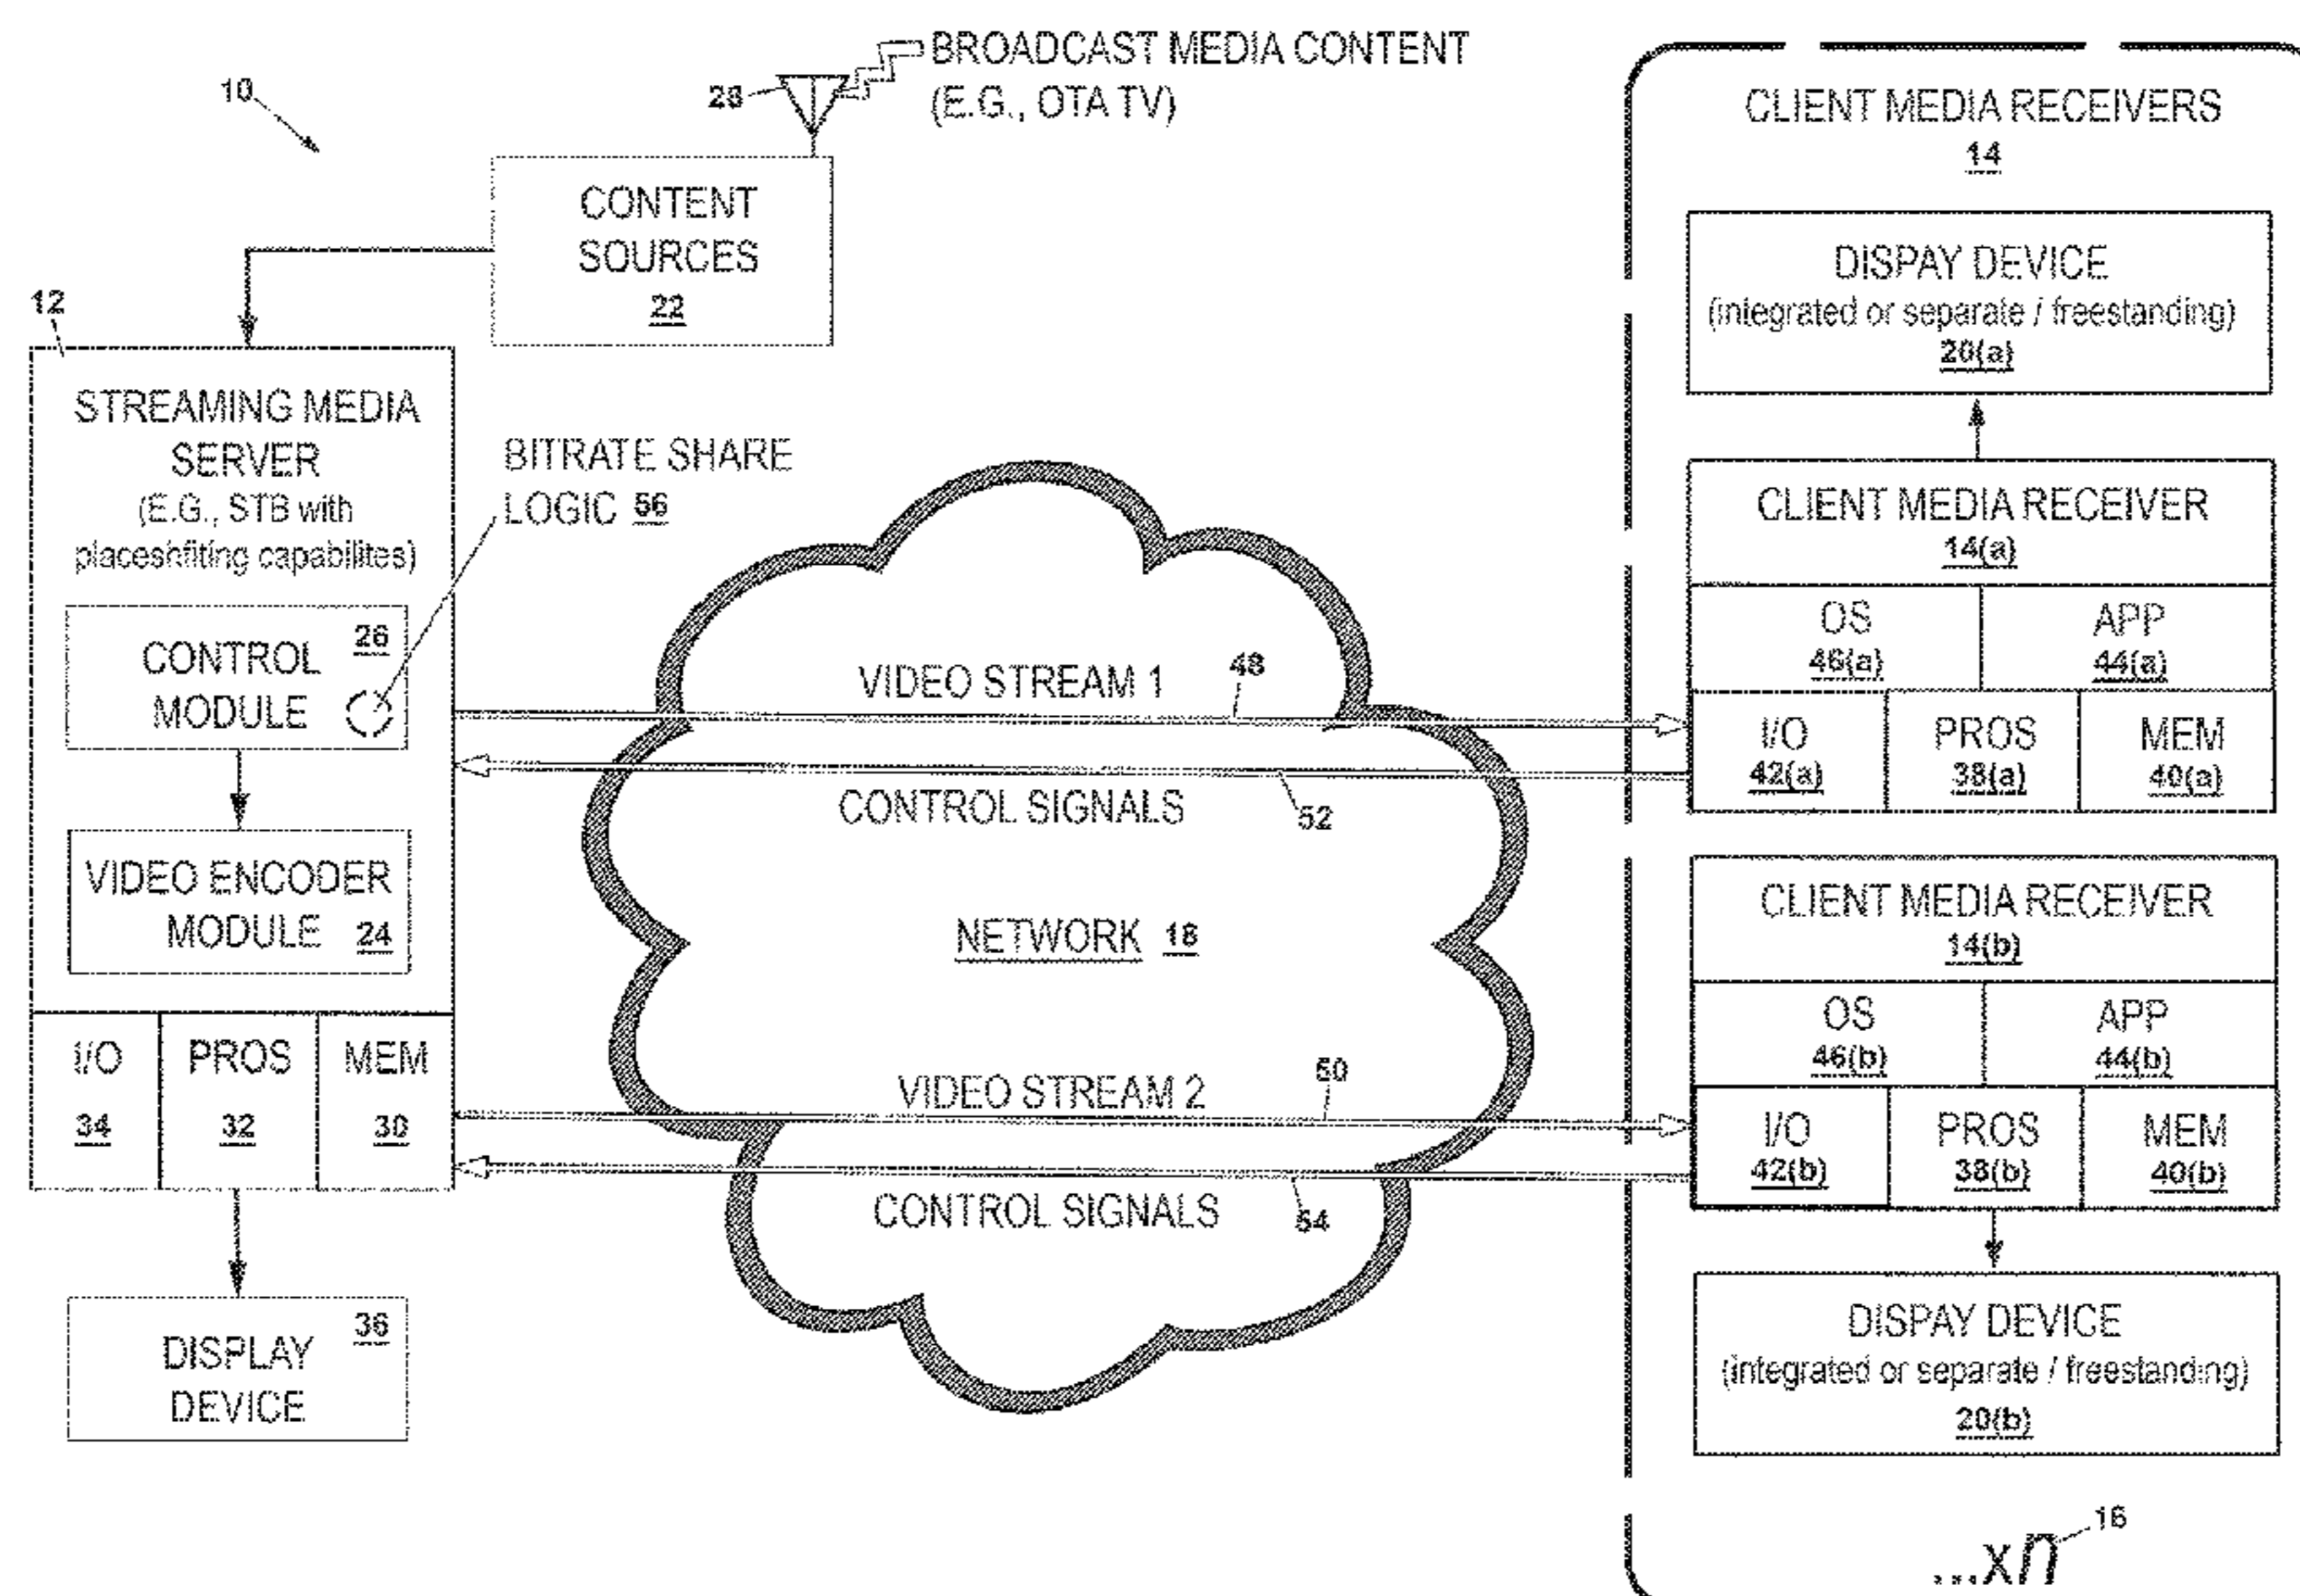 10
28
BROADCAST MEDIA CONTENT
(E.G., OTA TV)
CONTENT
SOURCES
22
12
STREAMING MEDIA
SERVER
(E.G., STB with
placeshfiting capabilites)
BITRATE SHARE
LOGIC 56
26
CONTROL
MODULE
VIDEO ENCODER
MODULE 24
I/O
34
PROS
32
MEM
30
36
DISPLAY
DEVICE
VIDEO STREAM 1
48
CONTROL SIGNALS
52
NETWORK 18
VIDEO STREAM 2
50
CONTROL SIGNALS
54
CLIENT MEDIA RECEIVERS
14
DISPAY DEVICE
(integrated or separate / freestanding)
20(a)
CLIENT MEDIA RECEIVER
14(a)
OS
46(a)
APP
44(a)
I/O
42(a)
PROS
38(a)
MEM
40(a)
CLIENT MEDIA RECEIVER
14(b)
OS
46(b)
APP
44(b)
I/O
42(b)
PROS
38(b)
MEM
40(b)
DISPAY DEVICE
(integrated or separate / freestanding)
20(b)
...xn
16